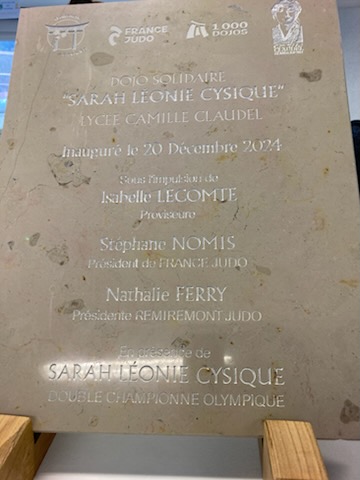 FRANCE JUDO
1.000 DOJOS
DOJO SOLIDAIRE
"SARAH LÉONIE CYSIQUE"
LYCEE CAMILLE CLAUDEL
Inauguré le 20 Décembre 2024
Sous l'impulsion de
Isabelle LECOMTE
Proviseure
Stéphane NOMIS
Président de FRANCE JUDO
Nathalie FERRY
Présidente REMIREMONT JUDO
En présence de
SARAH LÉONIE CYSIQUE
DOUBLE CHAMPIONNE OLYMPIQUE